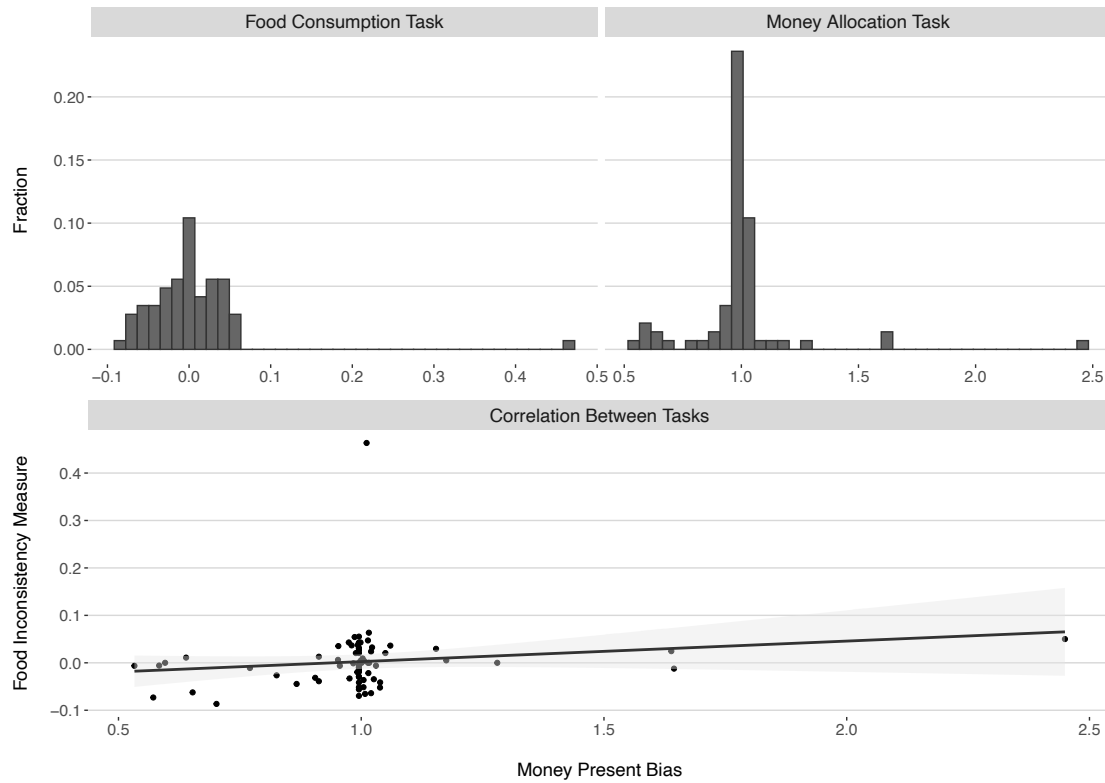 Food Consumption Task
Money Allocation Task
Fraction
0.20
0.15
0.10
0.05
0.00
−0.1 0.0 0.1 0.2 0.3 0.4 0.5
0.5 1.0 1.5 2.0 2.5
Correlation Between Tasks
Food Inconsistency Measure
0.4
0.3
0.2
0.1
0.0
−0.1
0.5 1.0 1.5 2.0 2.5
Money Present Bias